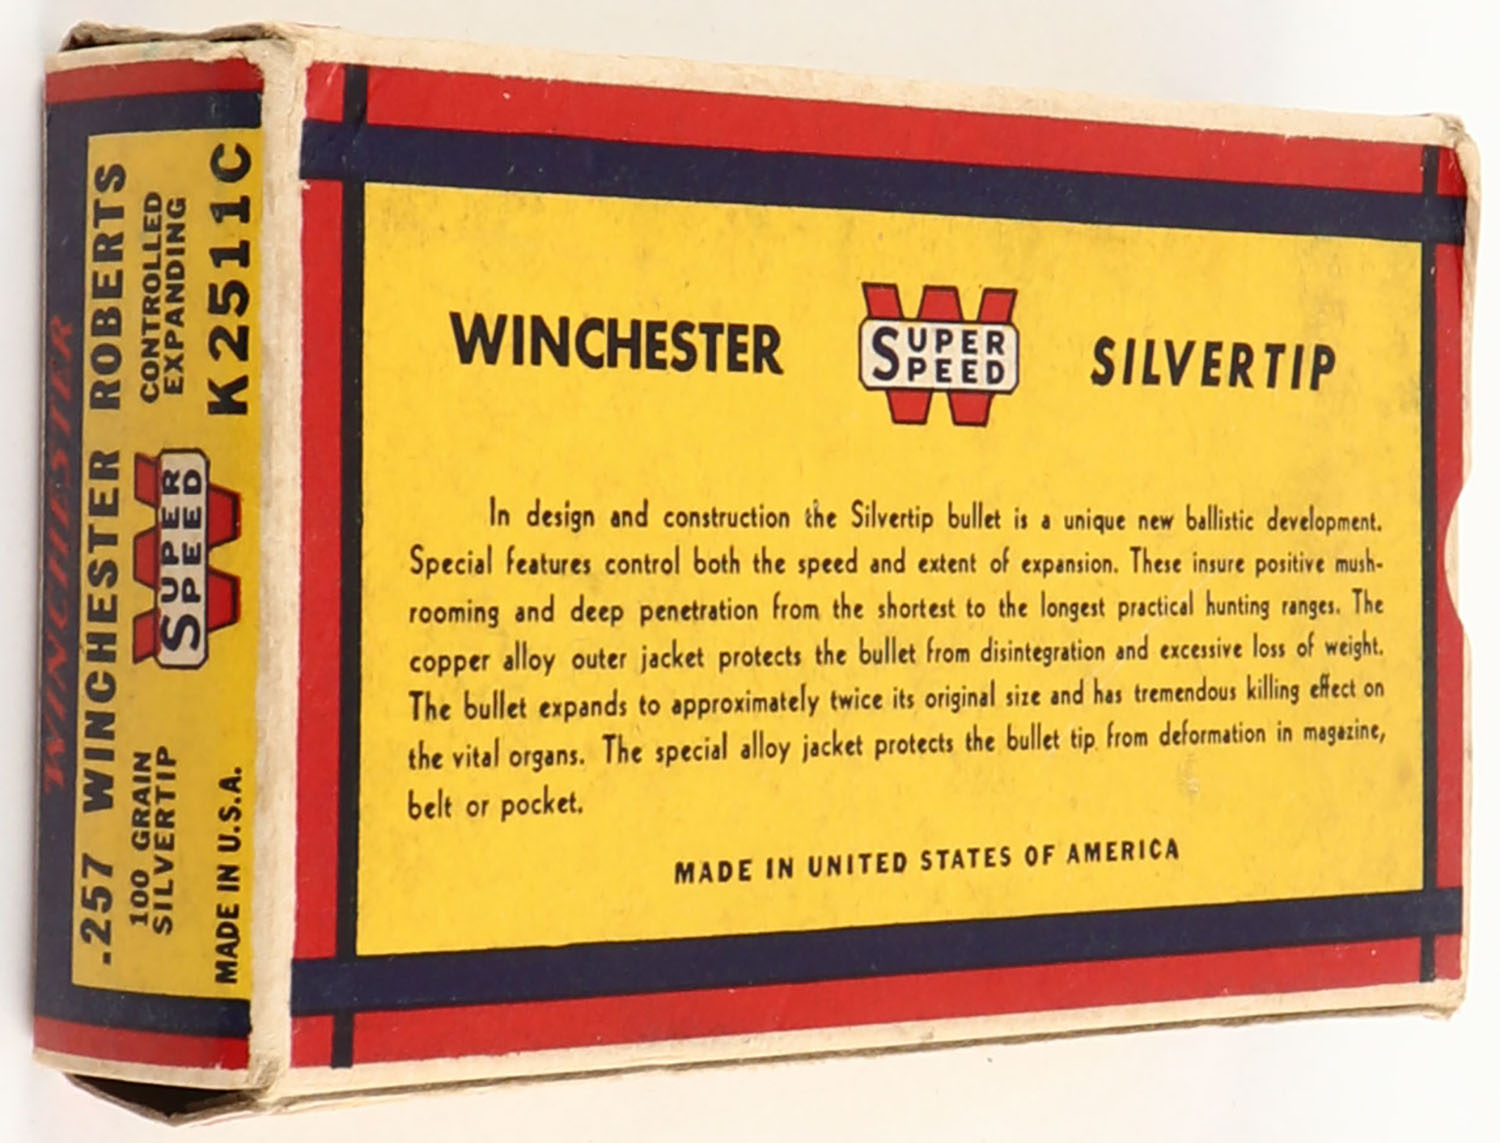 WINCHESTER
.257 WINCHESTER ROBERTS
100 GRAIN
SILVERTIP
SUPER
SPEED
CONTROLLED
EXPANDING
MADE IN U.S.A.
K2511C
WINCHESTER
SUPER
SPEED
SILVERTIP
In design and construction the Silvertip bullet is a unique new ballistic development.
Special features control both the speed and extent of expansion. These insure positive mush-
rooming and deep penetration from the shortest to the longest practical hunting ranges. The
copper alloy outer jacket protects the bullet from disintegration and excessive loss of weight.
The bullet expands to approximately twice its original size and has tremendous killing effect on
the vital organs. The special alloy jacket protects the bullet tip from deformation in magazine,
belt or pocket.
MADE IN UNITED STATES OF AMERICA